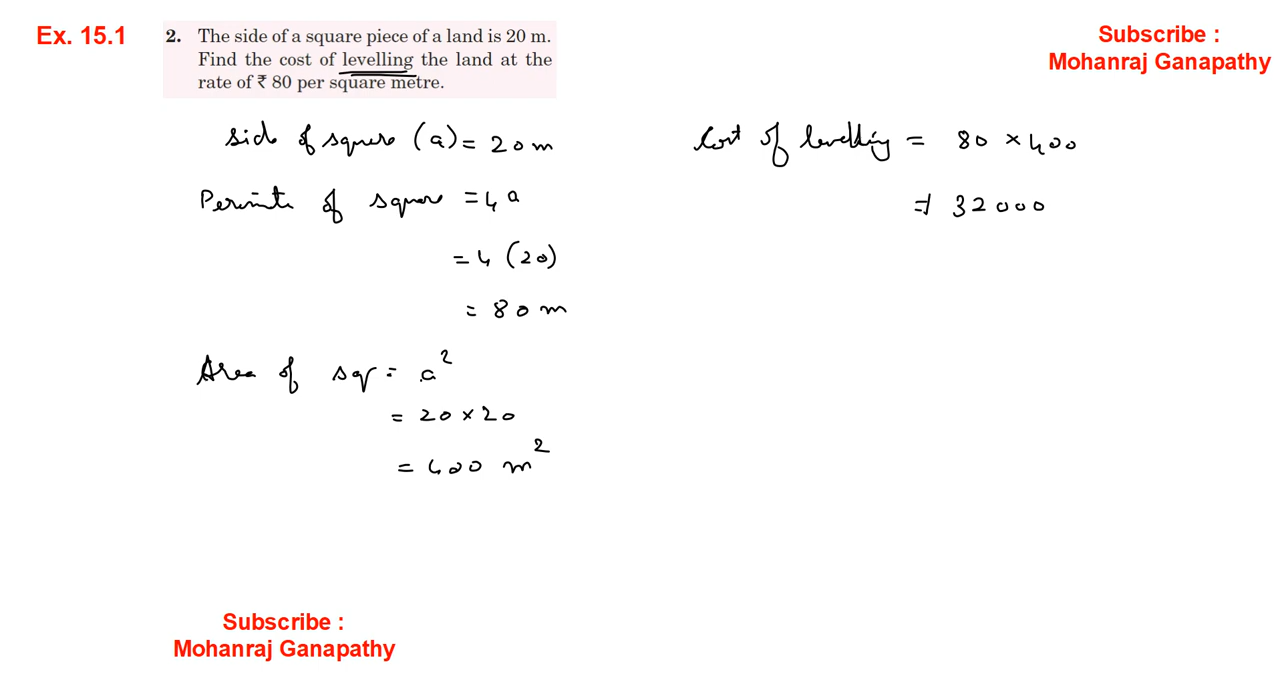 Ex. 15.1
2. The side of a square piece of a land is 20 m.
Find the cost of levelling the land at the
rate of ₹ 80 per square metre.
Subscribe :
Mohanraj Ganapathy
Side of square (a) = 20 m
Perimite of square = 4a
= 4 (20)
= 80 m
Area of sq = a²
= 20 × 20
= 400 m²
Cost of levelling = 80 × 400
= 32000
Subscribe :
Mohanraj Ganapathy